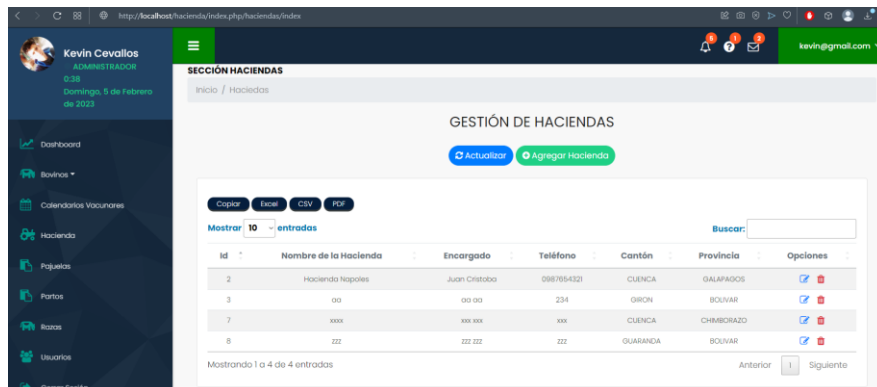 http://localhost/hacienda/index.php/haciendas/index
Kevin Cevallos
ADMINISTRADOR
0:38
Domingo, 5 de Febrero
de 2023
kevin@gmail.com
SECCIÓN HACIENDAS
Inicio / Haciedas
GESTIÓN DE HACIENDAS
Actualizar Agregar Hacienda
Dashboard
Bovinos
Calendarios Vacunares
Hacienda
Pajuelas
Partos
Razas
Usuarios
Copiar Excel CSV PDF
Mostrar 10 entradas Buscar:
Id Nombre de la Hacienda Encargado Teléfono Cantón Provincia Opciones
2 Hacienda Napoles Juan Cristoba 0987654321 CUENCA GALAPAGOS
3 aa aa aa 234 GIRON BOLIVAR
7 xxxx xxx xxx xxx CUENCA CHIMBORAZO
8 zzz zzz zzz zzz GUARANDA BOLIVAR
Mostrando 1 a 4 de 4 entradas Anterior 1 Siguiente